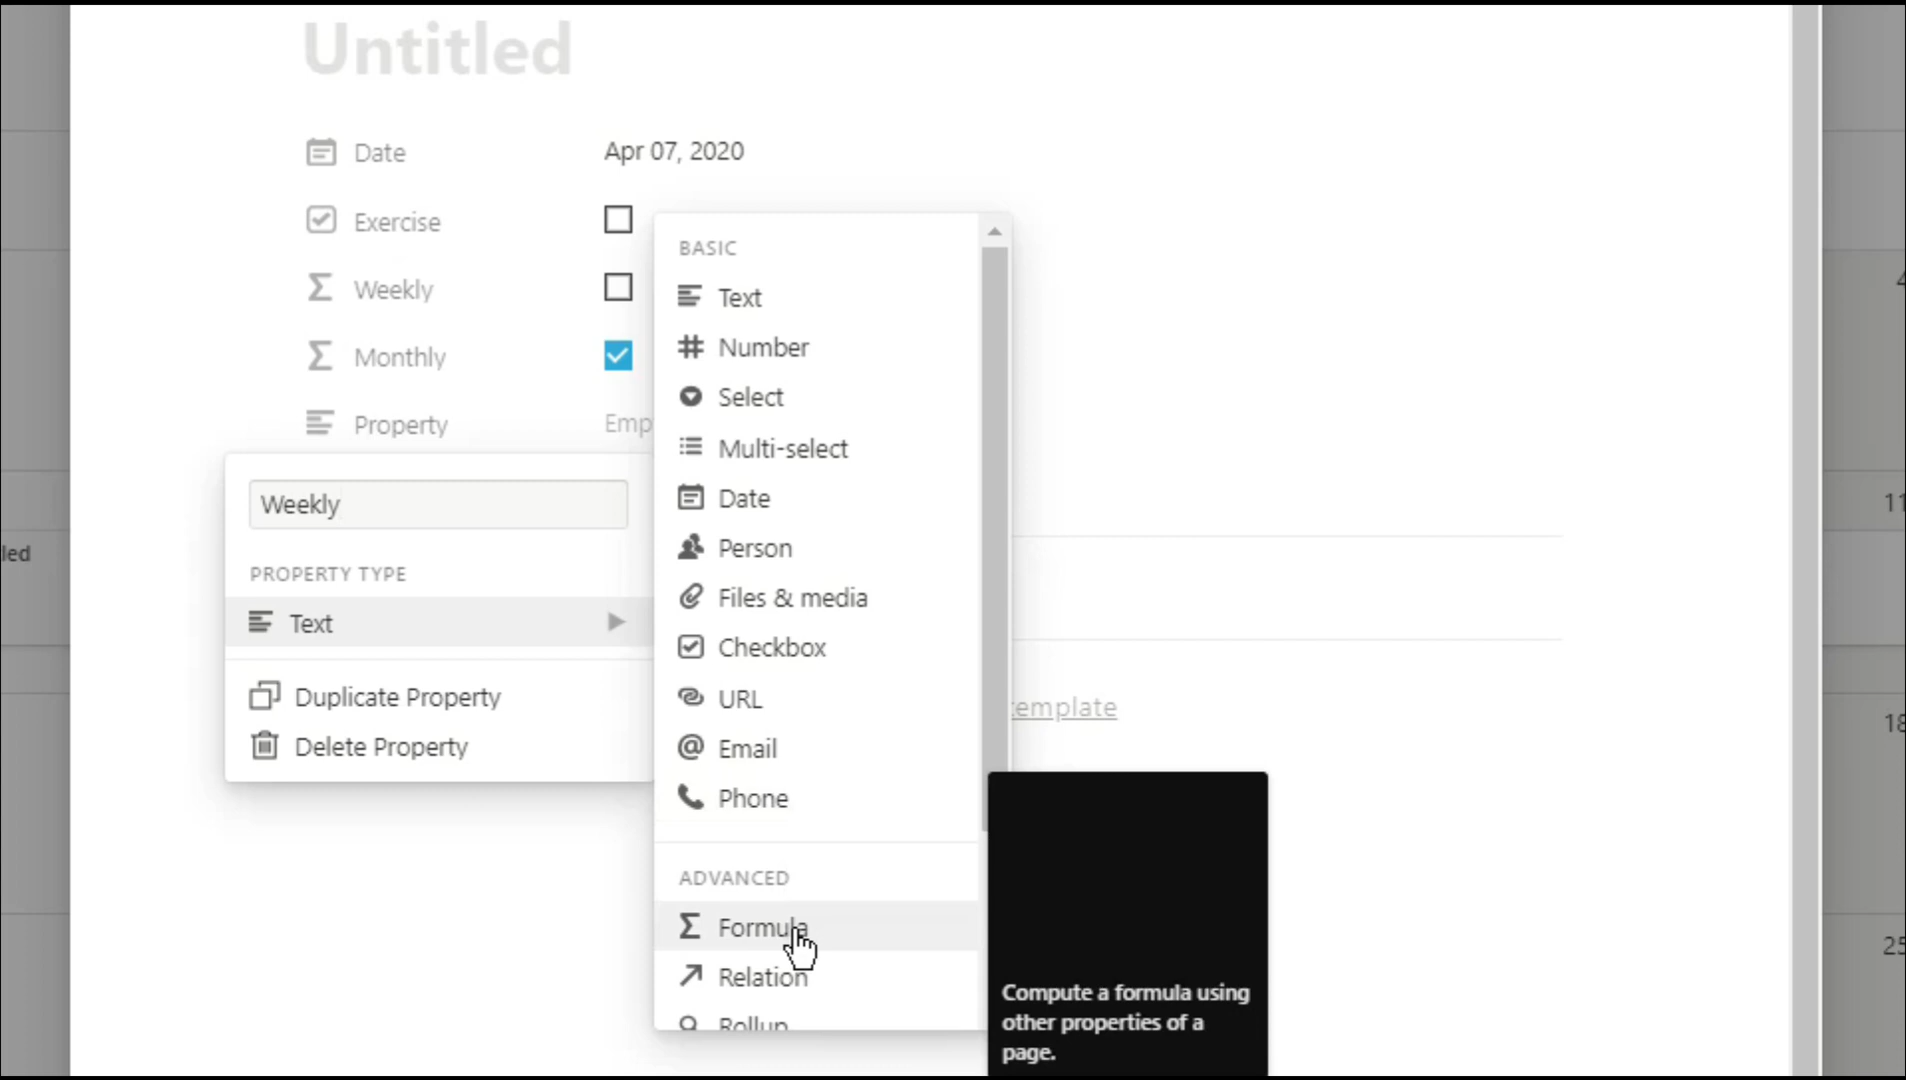 Untitled
Date Apr 07, 2020
Exercise
Weekly
Monthly
Property Emp
Weekly
PROPERTY TYPE
Text
Duplicate Property
Delete Property
BASIC
Text
Number
Select
Multi-select
Date
Person
Files & media
Checkbox
URL
Email
Phone
ADVANCED
Formula
Relation
Rollup
Compute a formula using
other properties of a
page.
template
led
4
11
18
25